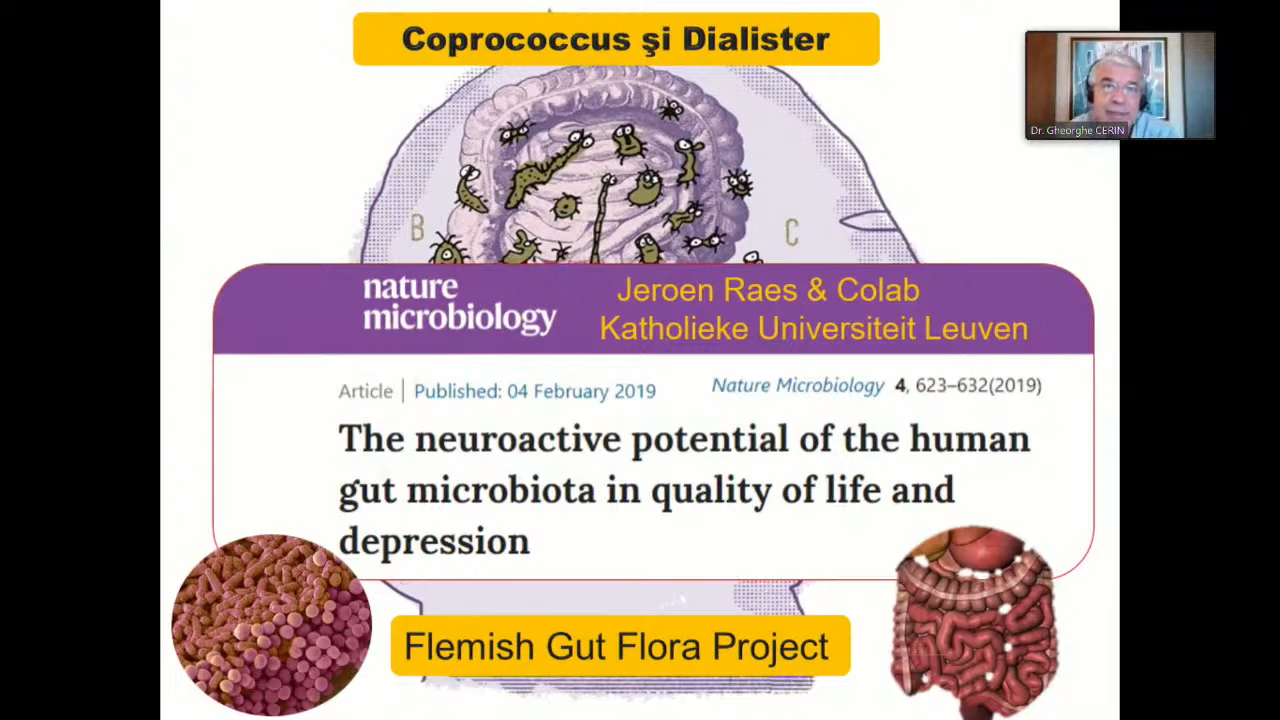 Coprococcus şi Dialister
Dr. Gheorghe CERIN
B
C
nature
microbiology
Jeroen Raes & Colab
Katholieke Universiteit Leuven
Article | Published: 04 February 2019
Nature Microbiology 4, 623–632(2019)
The neuroactive potential of the human
gut microbiota in quality of life and
depression
Flemish Gut Flora Project